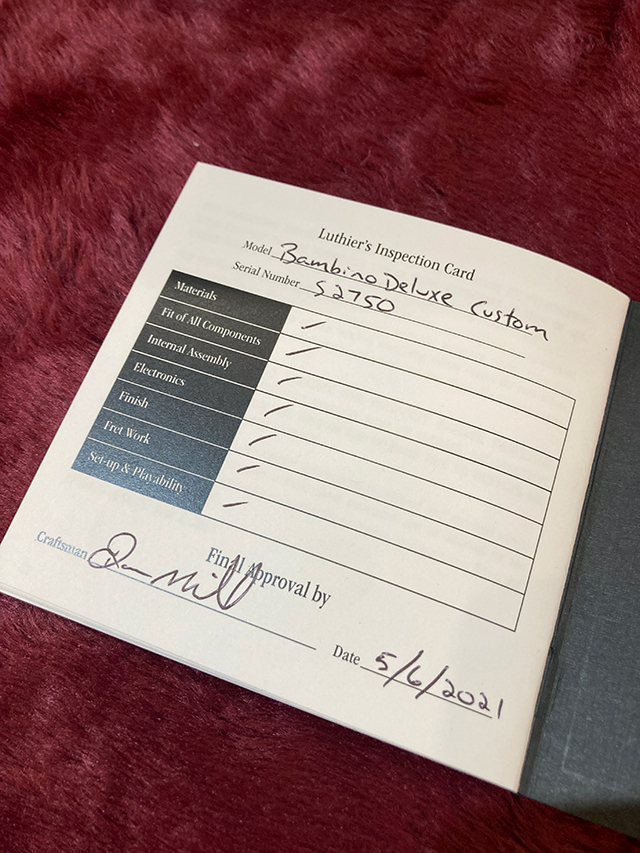 Luthier's Inspection Card
Model Bambino Deluxe Custom
Serial Number S2750
Materials
Fit of All Components
Internal Assembly
Electronics
Finish
Fret Work
Set-up & Playability
Final Approval by
Craftsman
Date 5/6/2021